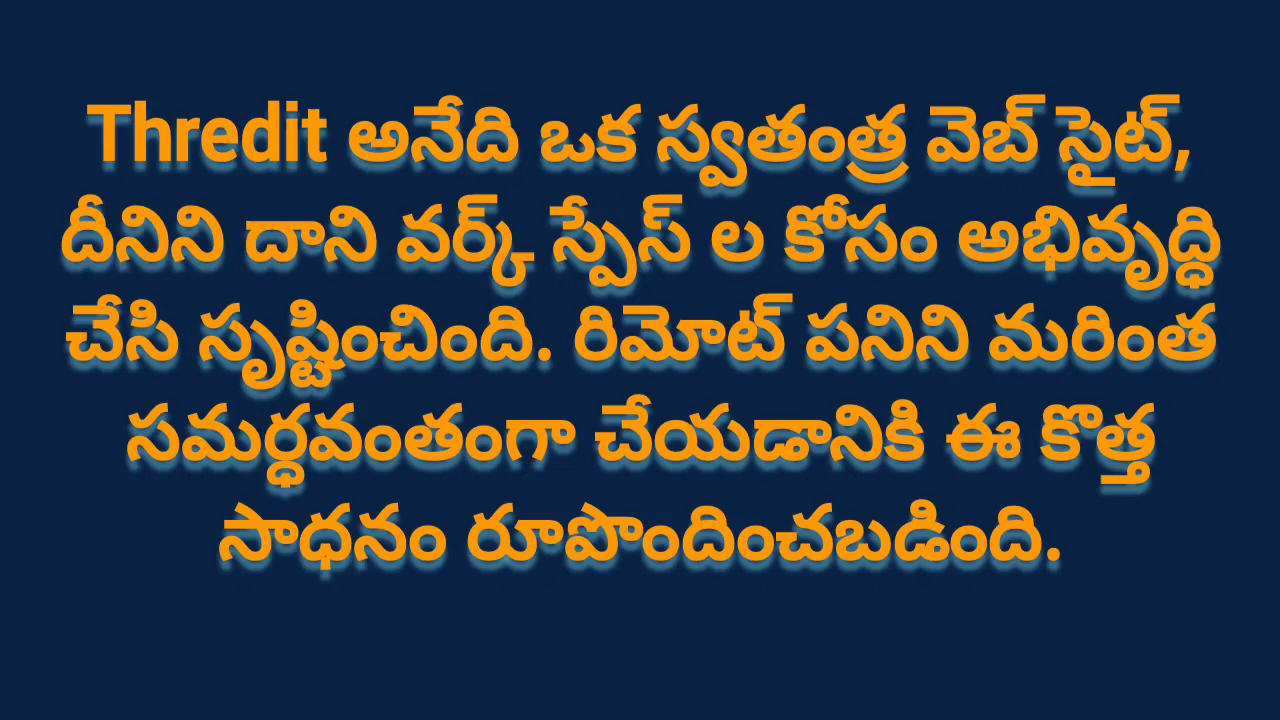 Thredit అనేది ఒక స్వతంత్ర వెబ్ సైట్,
దీనిని దాని వర్క్ స్పేస్ ల కోసం అభివృద్ధి
చేసి సృష్టించింది. రిమోట్ పనిని మరింత
సమర్ధవంతంగా చేయడానికి ఈ కొత్త
సాధనం రూపొందించబడింది.